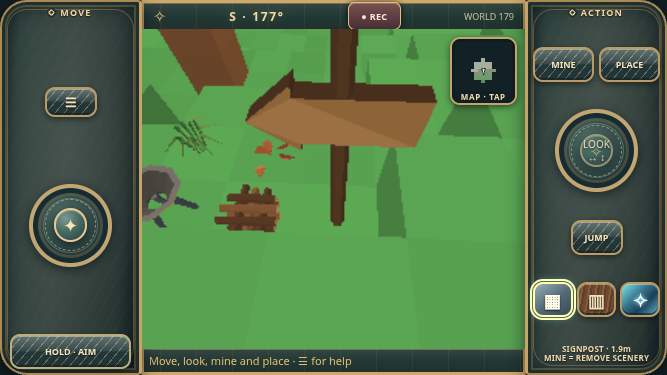 ◇ MOVE
S · 177°
● REC
WORLD 179
◇ ACTION
MINE
PLACE
MAP · TAP
LOOK
JUMP
HOLD · AIM
Move, look, mine and place · ☰ for help
SIGNPOST · 1.9m
MINE = REMOVE SCENERY